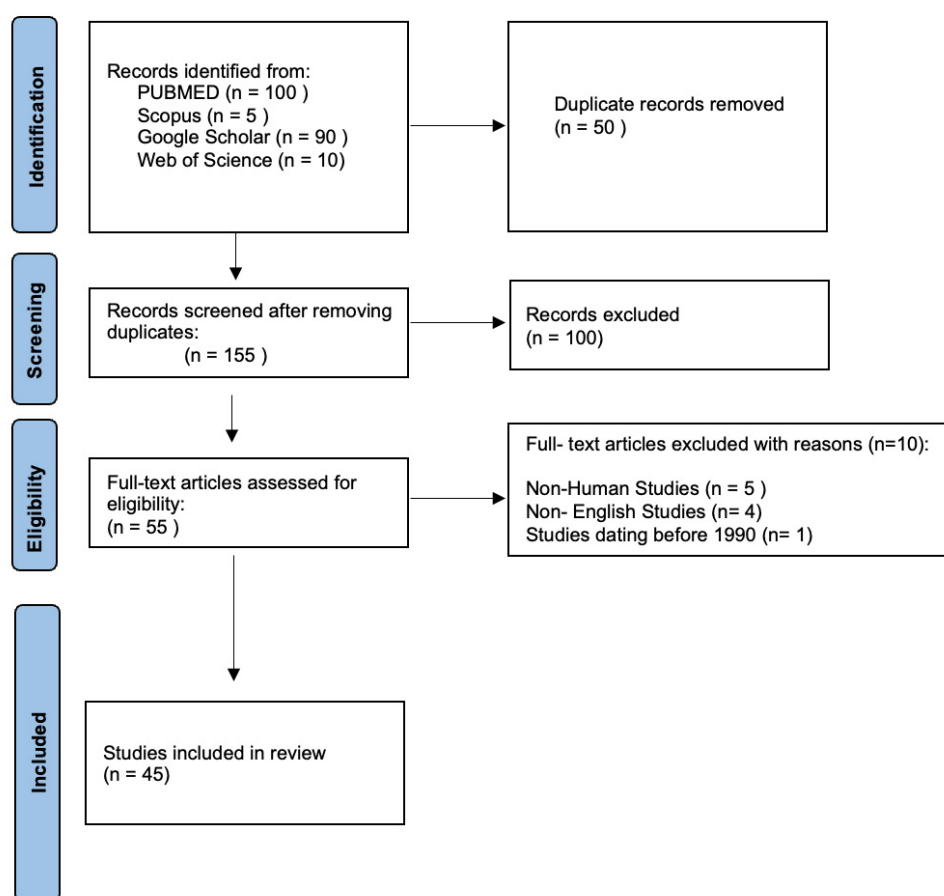 Identification
Records identified from:
PUBMED (n = 100 )
Scopus (n = 5 )
Google Scholar (n = 90 )
Web of Science (n = 10)
Duplicate records removed
(n = 50 )
Screening
Records screened after removing
duplicates:
(n = 155 )
Records excluded
(n = 100)
Eligibility
Full-text articles assessed for
eligibility:
(n = 55 )
Full- text articles excluded with reasons (n=10):
Non-Human Studies (n = 5 )
Non- English Studies (n= 4)
Studies dating before 1990 (n= 1)
Included
Studies included in review
(n = 45)